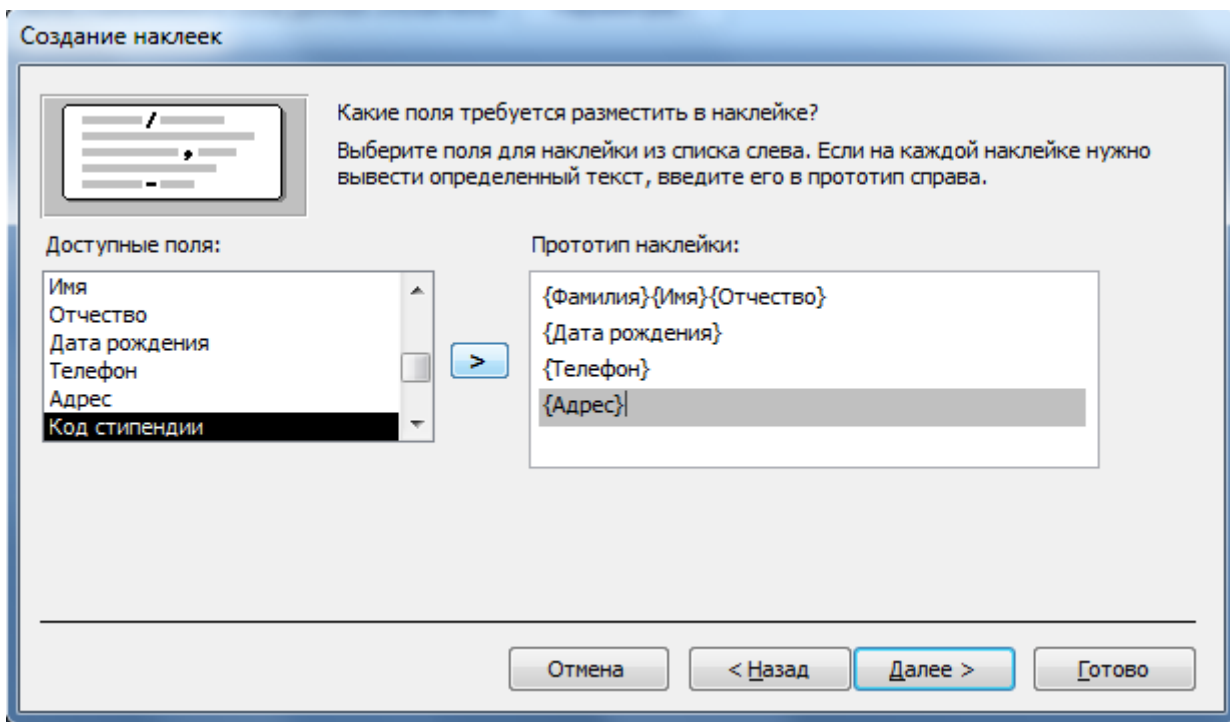 Создание наклеек
Какие поля требуется разместить в наклейке?
Выберите поля для наклейки из списка слева. Если на каждой наклейке нужно
вывести определенный текст, введите его в прототип справа.
Доступные поля:
Имя
Отчество
Дата рождения
Телефон
Адрес
Код стипендии
>
Прототип наклейки:
{Фамилия}{Имя}{Отчество}
{Дата рождения}
{Телефон}
{Адрес}
Отмена
< Назад
Далее >
Готово